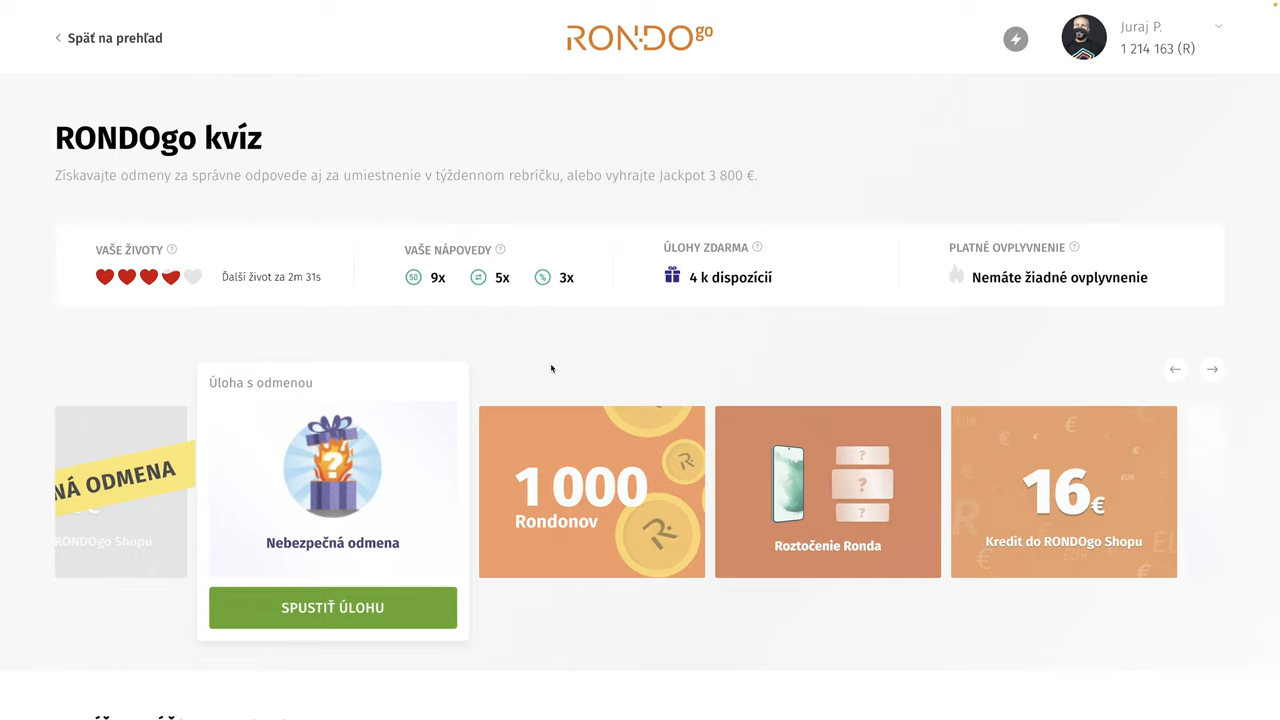 Späť na prehľad
RONDOgo
Juraj P.
1 214 163 (R)
RONDOgo kvíz
Získavajte odmeny za správne odpovede aj za umiestnenie v týždennom rebríčku, alebo vyhrajte Jackpot 3 800 €.
VAŠE ŽIVOTY ?
Ďalší život za 2m 31s
VAŠE NÁPOVEDY ?
50 9x 5x % 3x
ÚLOHY ZDARMA ?
4 k dispozícií
PLATNÉ OVPLYVNENIE ?
Nemáte žiadné ovplyvnenie
NÁ ODMENA
RONDOgo Shopu
Úloha s odmenou
?
Nebezpečná odmena
SPUSTIŤ ÚLOHU
1 000
Rondonov
?
?
?
Roztočenie Ronda
16€
Kredit do RONDOgo Shopu